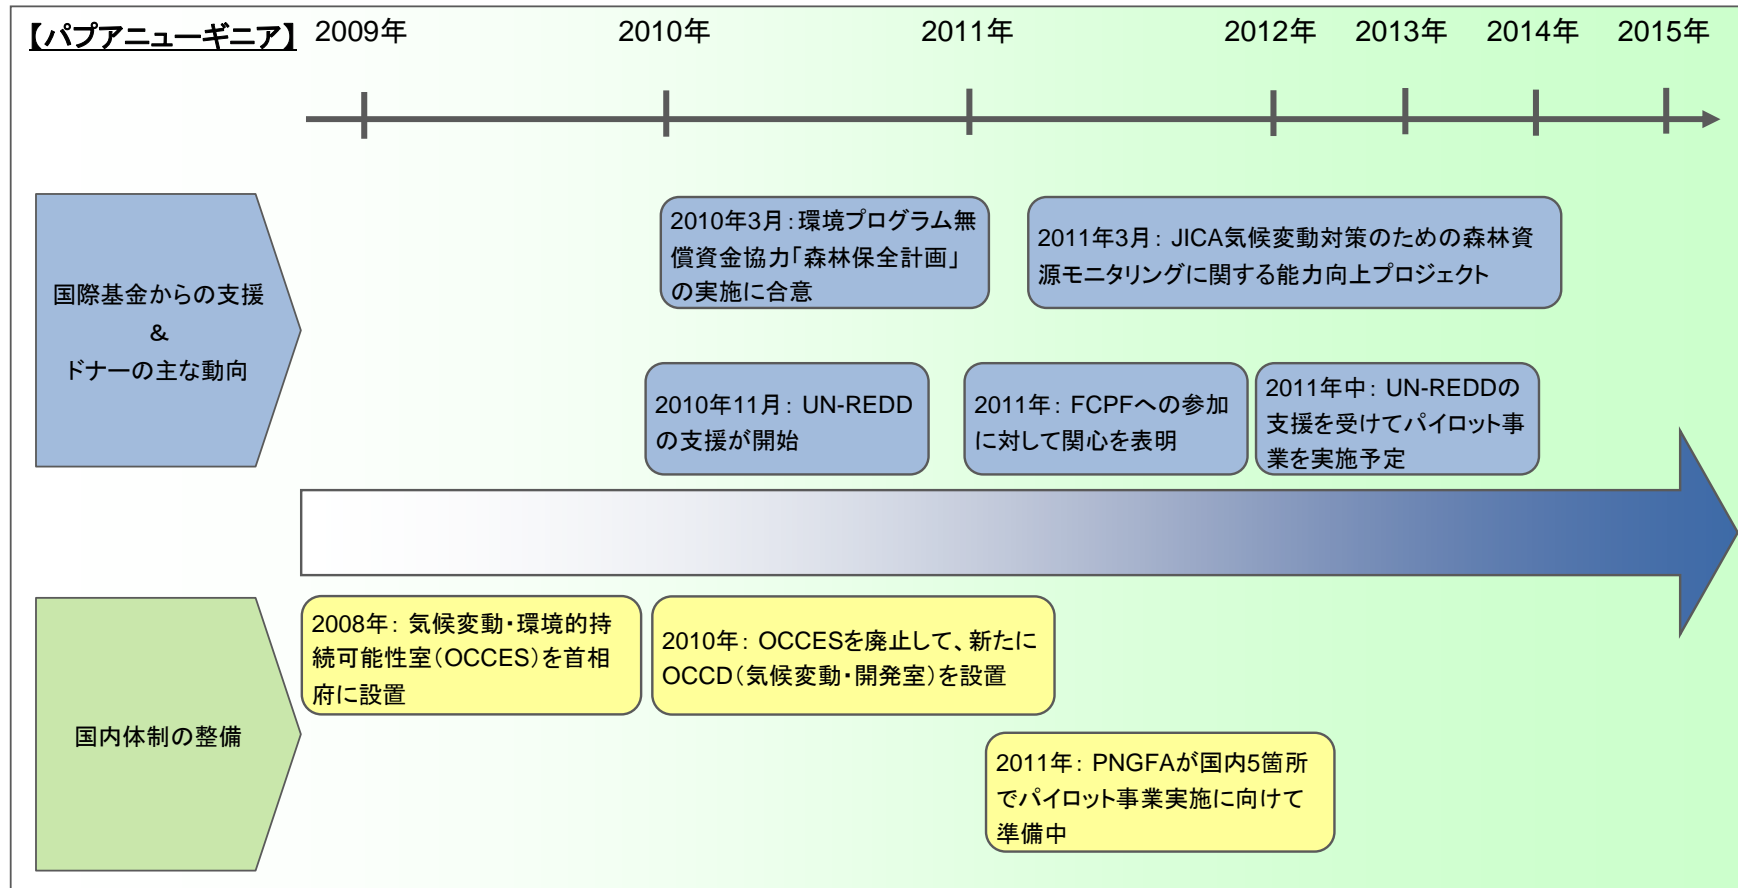 【パプアニューギニア】
2009年 2010年 2011年 2012年 2013年 2014年 2015年
国際基金からの支援
&
ドナーの主な動向
2010年3月:環境プログラム無
償資金協力「森林保全計画」
の実施に合意
2011年3月: JICA気候変動対策のための森林資
源モニタリングに関する能力向上プロジェクト
2010年11月: UN-REDD
の支援が開始
2011年: FCPFへの参加
に対して関心を表明
2011年中: UN-REDDの
支援を受けてパイロット事
業を実施予定
国内体制の整備
2008年: 気候変動・環境的持
続可能性室(OCCES)を首相
府に設置
2010年: OCCESを廃止して、新たに
OCCD(気候変動・開発室)を設置
2011年: PNGFAが国内5箇所
でパイロット事業実施に向けて
準備中